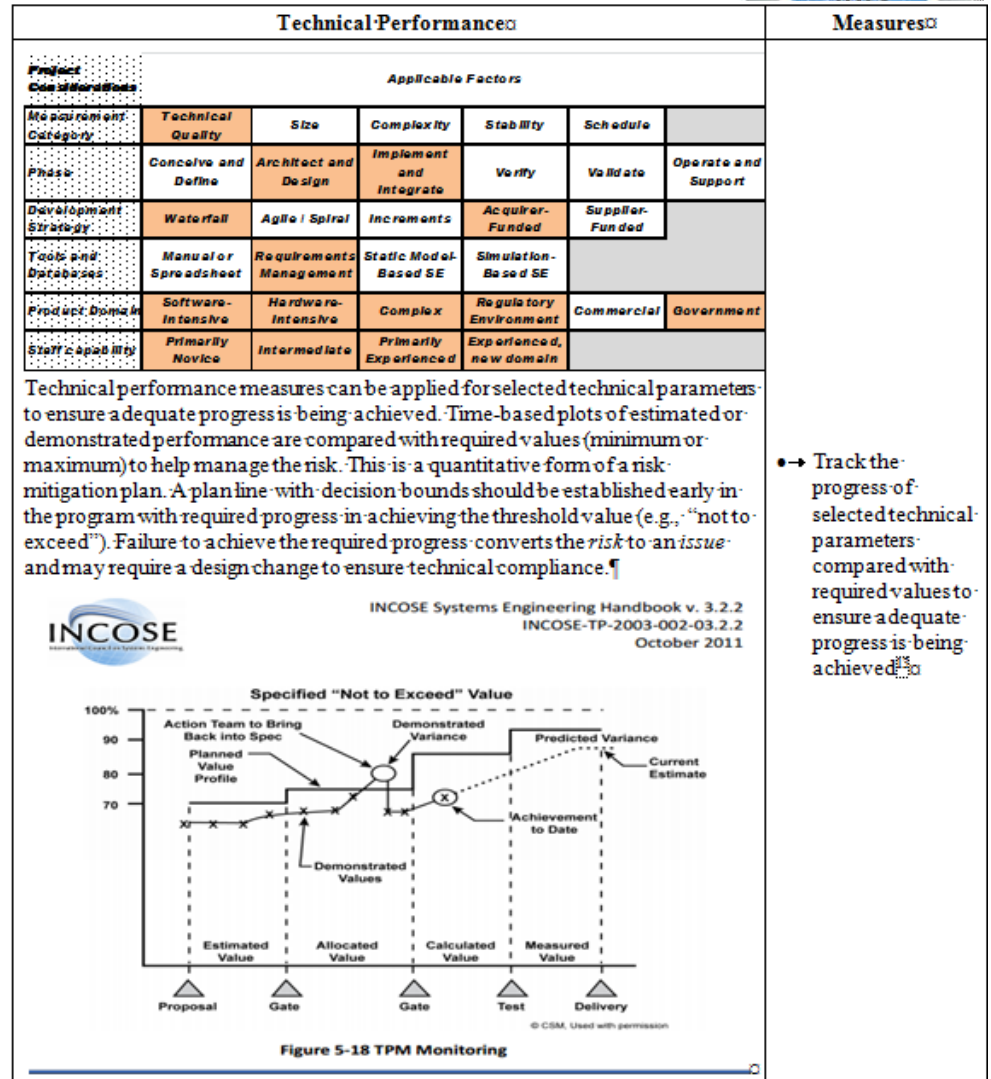 Technical Performance¤
Measures¤
Project Considerations
Applicable Factors
Measurement Category
Technical Quality
Size
Complexity
Stability
Schedule
Phase
Conceive and Define
Architect and Design
Implement and Integrate
Verify
Validate
Operate and Support
Development Strategy
Waterfall
Agile / Spiral
Increments
Acquirer-Funded
Supplier-Funded
Tools and Databases
Manual or Spreadsheet
Requirements Management
Static Model-Based SE
Simulation-Based SE
Product Domain
Software-Intensive
Hardware-Intensive
Complex
Regulatory Environment
Commercial
Government
Staff capability
Primarily Novice
Intermediate
Primarily Experienced
Experienced, new domain
Technical performance measures can be applied for selected technical parameters
to ensure adequate progress is being achieved. Time-based plots of estimated or
demonstrated performance are compared with required values (minimum or
maximum) to help manage the risk. This is a quantitative form of a risk
mitigation plan. A plan line with decision bounds should be established early in
the program with required progress in achieving the threshold value (e.g., “not to
exceed”). Failure to achieve the required progress converts the risk to an issue
and may require a design change to ensure technical compliance.¶
● → Track the
progress of
selected technical
parameters
compared with
required values to
ensure adequate
progress is being
achieved
INCOSE
INCOSE Systems Engineering Handbook v. 3.2.2
INCOSE-TP-2003-002-03.2.2
October 2011
Specified “Not to Exceed” Value
100%
90
80
70
Action Team to Bring
Back into Spec
Demonstrated
Variance
Planned
Value
Profile
Predicted Variance
Current
Estimate
Achievement
to Date
Demonstrated
Values
Estimated
Value
Allocated
Value
Calculated
Value
Measured
Value
Proposal
Gate
Gate
Test
Delivery
© CSM, Used with permission
Figure 5-18 TPM Monitoring